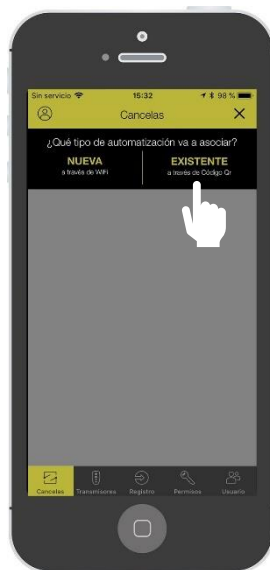 Sin servicio 15:32 98 %
Cancelas
¿Qué tipo de automatización va a asociar?
NUEVA EXISTENTE
a través de WiFi a través de Código Qr
Cancelas Transmisores Registro Permisos Usuario